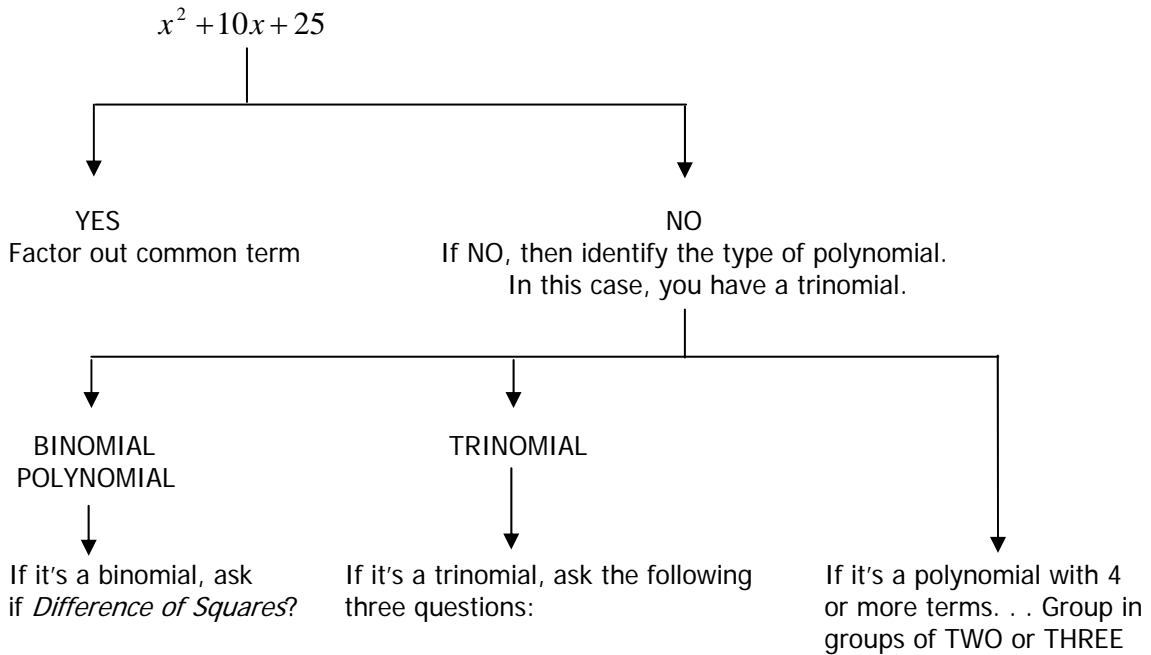 x² +10x + 25
YES
Factor out common term
NO
If NO, then identify the type of polynomial.
In this case, you have a trinomial.
BINOMIAL
POLYNOMIAL
TRINOMIAL
If it's a binomial, ask
if Difference of Squares?
If it's a trinomial, ask the following
three questions:
If it's a polynomial with 4
or more terms. . . Group in
groups of TWO or THREE